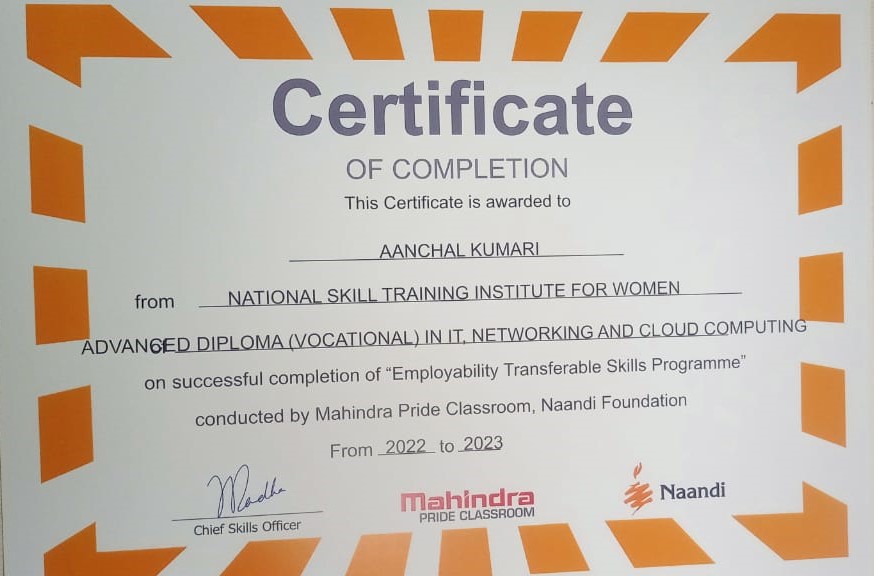 Certificate
OF COMPLETION
This Certificate is awarded to
AANCHAL KUMARI
from NATIONAL SKILL TRAINING INSTITUTE FOR WOMEN
of ADVANCED DIPLOMA (VOCATIONAL) IN IT, NETWORKING AND CLOUD COMPUTING
on successful completion of “Employability Transferable Skills Programme”
conducted by Mahindra Pride Classroom, Naandi Foundation
From 2022 to 2023
Chief Skills Officer
Mahindra
PRIDE CLASSROOM
Naandi